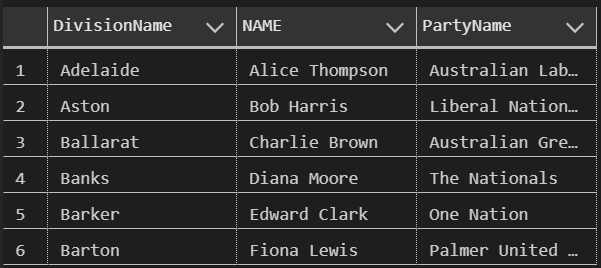 DivisionName NAME PartyName
1 Adelaide Alice Thompson Australian Lab…
2 Aston Bob Harris Liberal Nation…
3 Ballarat Charlie Brown Australian Gre…
4 Banks Diana Moore The Nationals
5 Barker Edward Clark One Nation
6 Barton Fiona Lewis Palmer United …